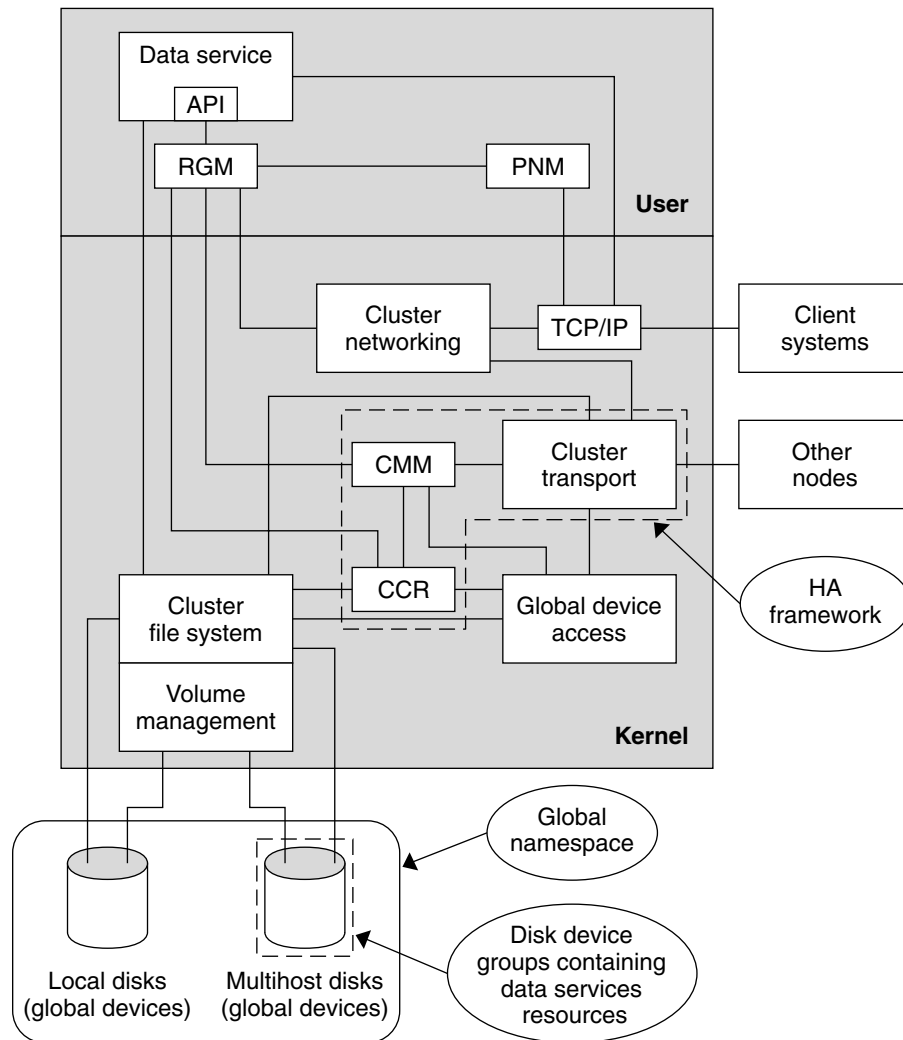 Data service
API
RGM
PNM
User
Cluster
networking
TCP/IP
Client
systems
CMM
Cluster
transport
Other
nodes
CCR
Cluster
file system
Global device
access
HA
framework
Volume
management
Kernel
Global
namespace
Local disks
(global devices)
Multihost disks
(global devices)
Disk device
groups containing
data services
resources